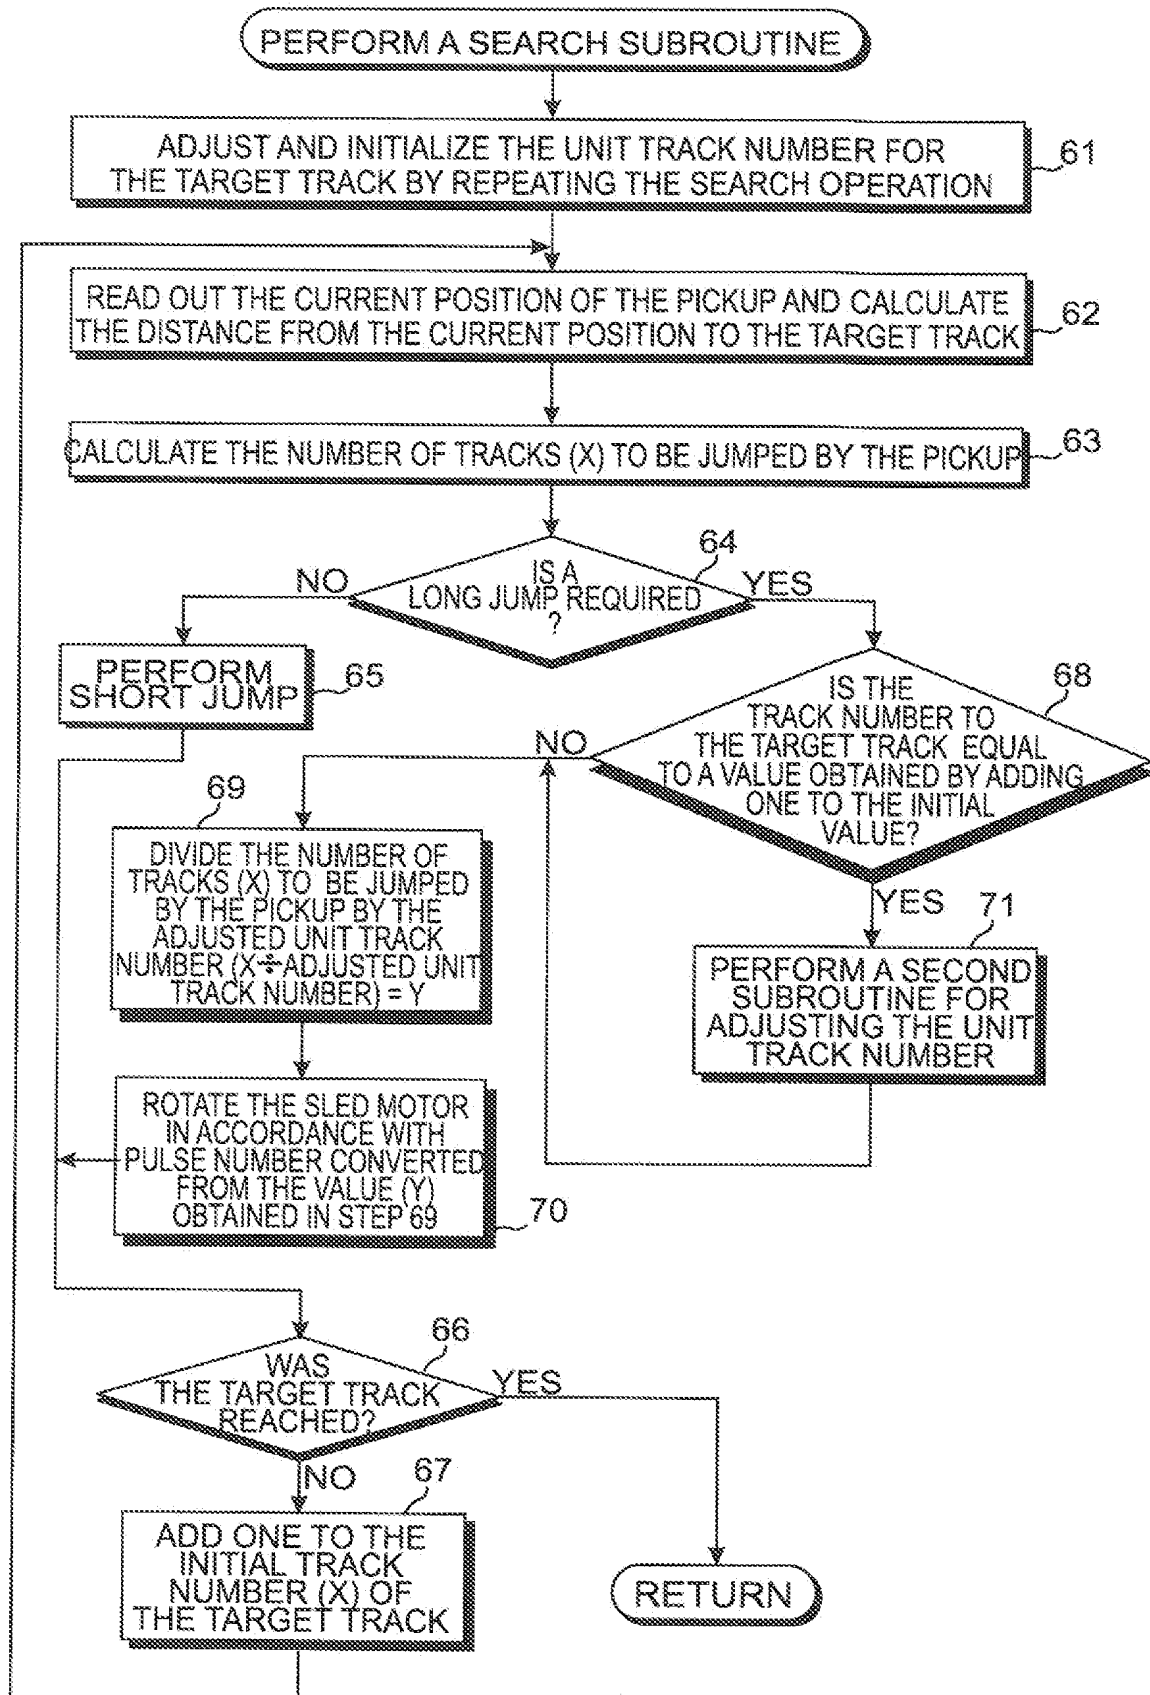 PERFORM A SEARCH SUBROUTINE
ADJUST AND INITIALIZE THE UNIT TRACK NUMBER FOR
THE TARGET TRACK BY REPEATING THE SEARCH OPERATION
61
READ OUT THE CURRENT POSITION OF THE PICKUP AND CALCULATE
THE DISTANCE FROM THE CURRENT POSITION TO THE TARGET TRACK
62
CALCULATE THE NUMBER OF TRACKS (X) TO BE JUMPED BY THE PICKUP
63
64
NO
IS A
LONG JUMP REQUIRED
?
YES
PERFORM
SHORT JUMP
65
68
IS THE
TRACK NUMBER TO
THE TARGET TRACK EQUAL
TO A VALUE OBTAINED BY ADDING
ONE TO THE INITIAL
VALUE?
NO
YES
69
DIVIDE THE NUMBER OF
TRACKS (X) TO BE JUMPED
BY THE PICKUP BY THE
ADJUSTED UNIT TRACK
NUMBER (X÷ADJUSTED UNIT
TRACK NUMBER) = Y
71
PERFORM A SECOND
SUBROUTINE FOR
ADJUSTING THE UNIT
TRACK NUMBER
ROTATE THE SLED MOTOR
IN ACCORDANCE WITH
PULSE NUMBER CONVERTED
FROM THE VALUE (Y)
OBTAINED IN STEP 69
70
66
WAS
THE TARGET TRACK
REACHED?
YES
NO
67
ADD ONE TO THE
INITIAL TRACK
NUMBER (X) OF
THE TARGET TRACK
RETURN